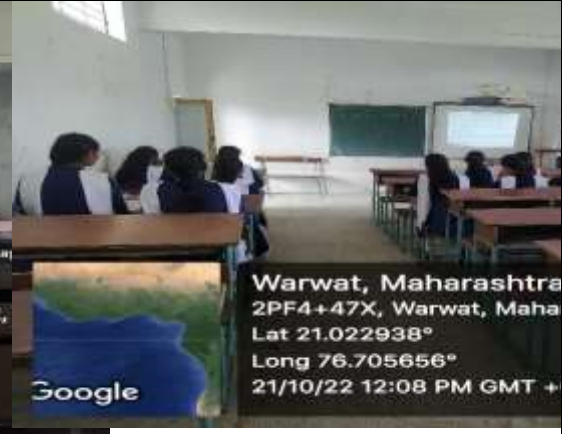 Warwat, Maharashtra
2PF4+47X, Warwat, Maha
Lat 21.022938°
Long 76.705656°
21/10/22 12:08 PM GMT +
Google